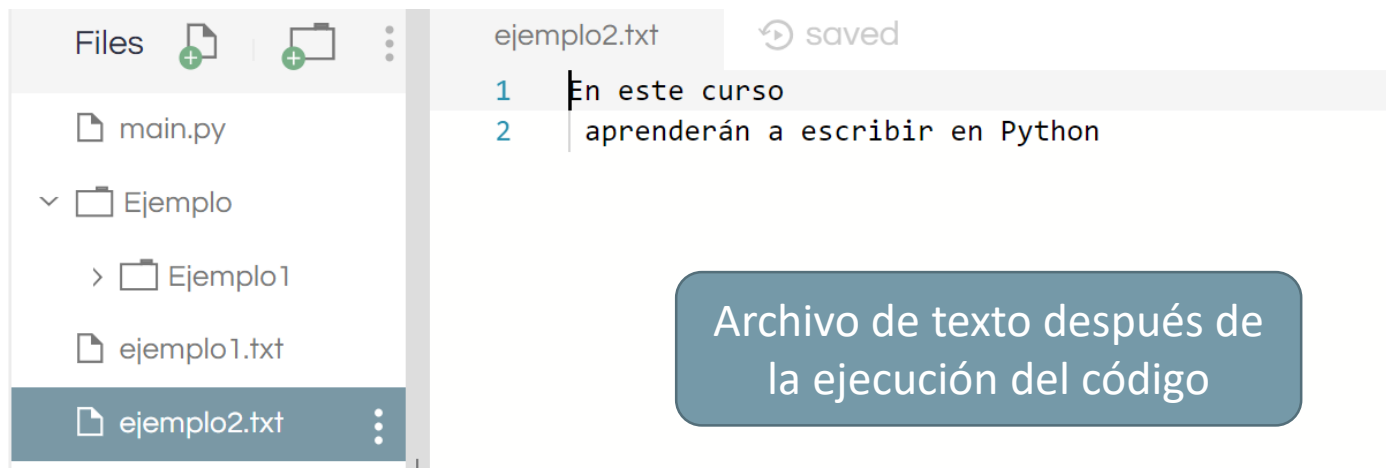 Files
main.py
Ejemplo
Ejemplo1
ejemplo1.txt
ejemplo2.txt
ejemplo2.txt saved
1 En este curso
2 aprenderán a escribir en Python
Archivo de texto después de
la ejecución del código